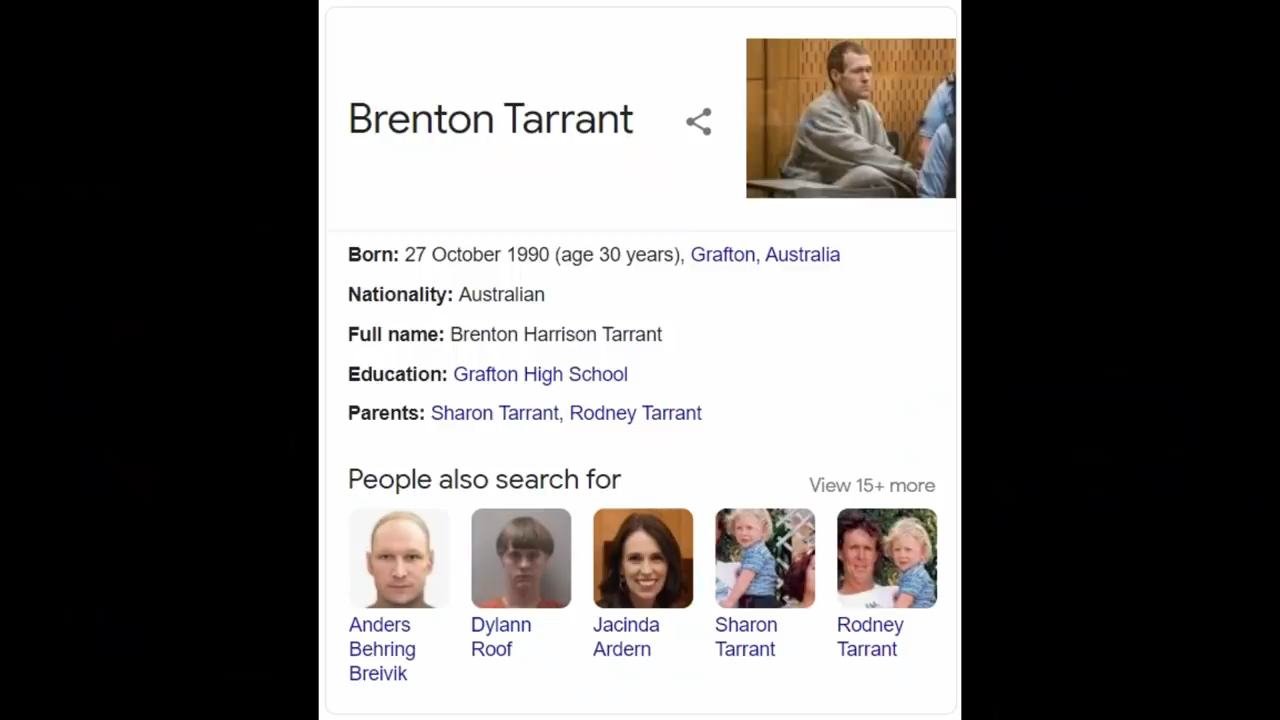 Brenton Tarrant
Born: 27 October 1990 (age 30 years), Grafton, Australia
Nationality: Australian
Full name: Brenton Harrison Tarrant
Education: Grafton High School
Parents: Sharon Tarrant, Rodney Tarrant
People also search for
View 15+ more
Anders
Behring
Breivik
Dylann
Roof
Jacinda
Ardern
Sharon
Tarrant
Rodney
Tarrant